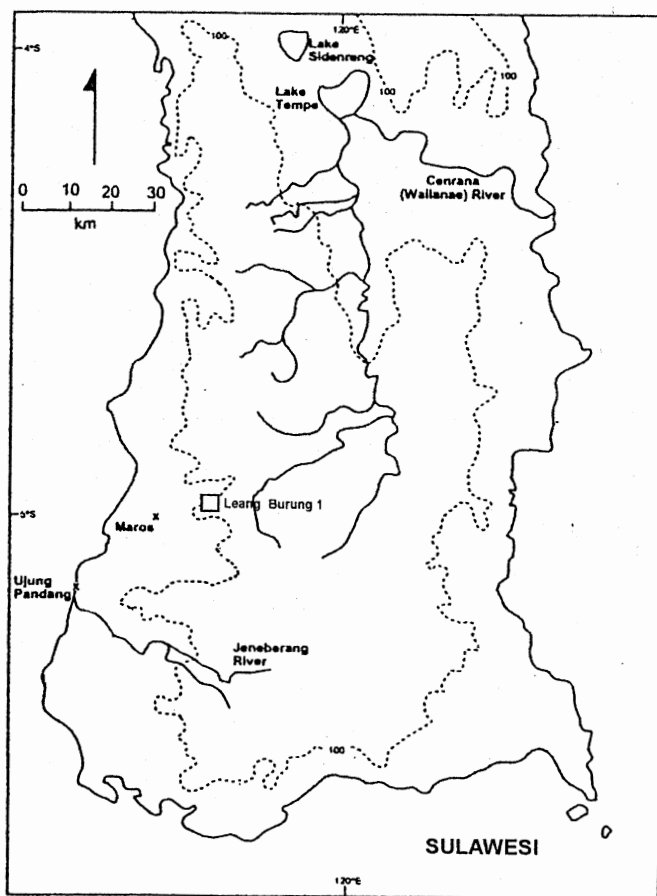 120°E
4°S
100
Lake
Sidenreng
Lake
Tempe
100
100
Cenrana
(Wallanae) River
0 10 20 30
km
Leang Burung 1
5°S
Maros
Ujung
Pandang
Jeneberang
River
100
SULAWESI
120°E